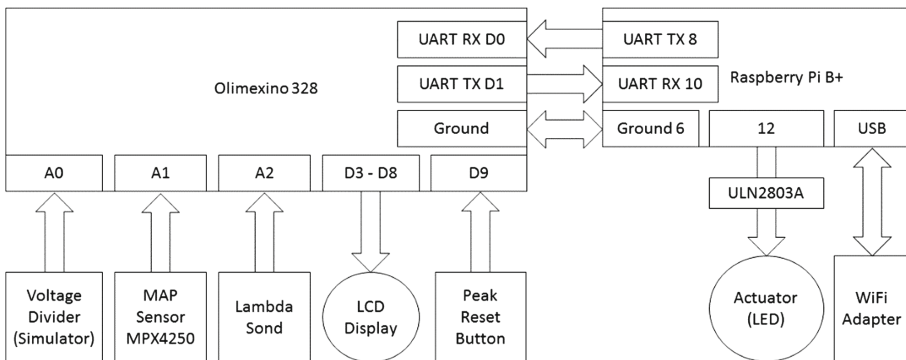 UART RX D0
UART TX 8
Olimexino 328
UART TX D1
UART RX 10
Raspberry Pi B+
Ground
Ground 6
12
USB
A0
A1
A2
D3 - D8
D9
ULN2803A
Voltage
Divider
(Simulator)
MAP
Sensor
MPX4250
Lambda
Sond
LCD
Display
Peak
Reset
Button
Actuator
(LED)
WiFi
Adapter